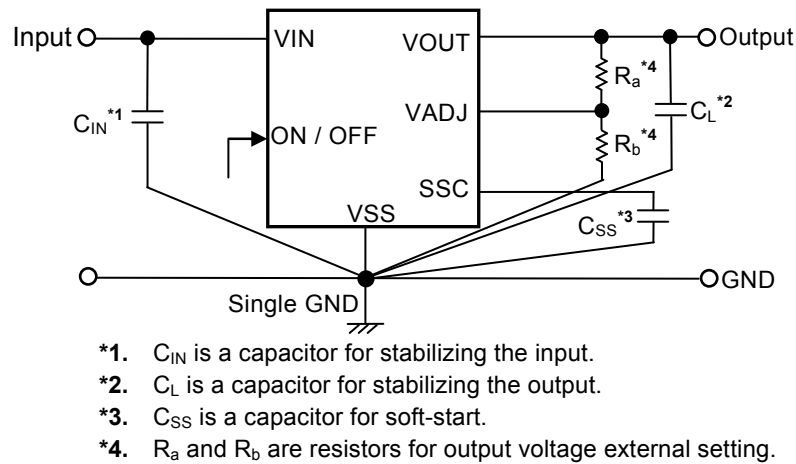 Input VIN VOUT Output
Ra*4
CIN*1 VADJ CL*2
ON / OFF Rb*4
SSC
VSS CSS*3
Single GND GND
*1. CIN is a capacitor for stabilizing the input.
*2. CL is a capacitor for stabilizing the output.
*3. CSS is a capacitor for soft-start.
*4. Ra and Rb are resistors for output voltage external setting.